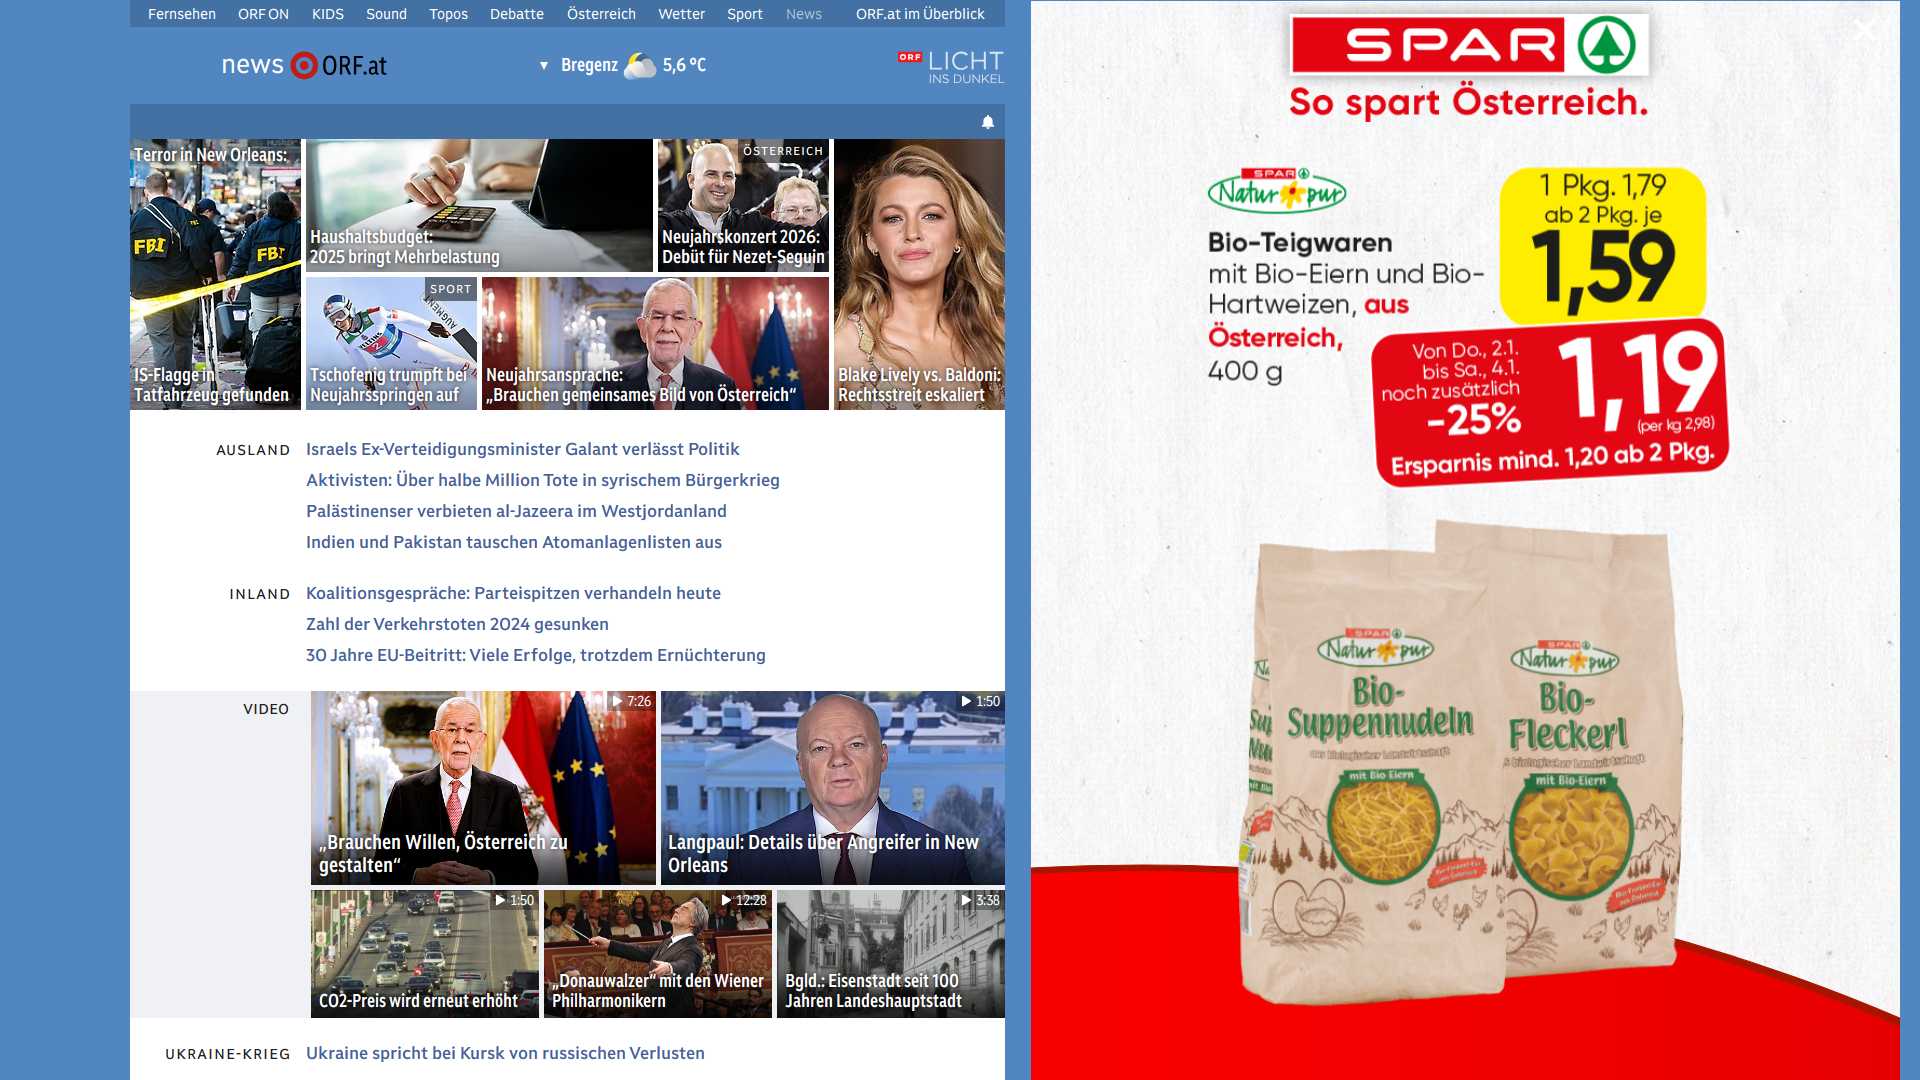 Fernsehen ORF ON KIDS Sound Topos Debatte Österreich Wetter Sport News ORF.at im Überblick
news ORF.at
Bregenz 5,6 °C
ORF LICHT
INS DUNKEL
Terror in New Orleans:
FBI
FBI
IS-Flagge in
Tatfahrzeug gefunden
Haushaltsbudget:
2025 bringt Mehrbelastung
ÖSTERREICH
Neujahrskonzert 2026:
Debüt für Nezet-Seguin
SPORT
AUGMENT
Tschofenig trumpft bei
Neujahrsspringen auf
Neujahrsansprache:
„Brauchen gemeinsames Bild von Österreich“
Blake Lively vs. Baldoni:
Rechtsstreit eskaliert
AUSLAND
Israels Ex-Verteidigungsminister Galant verlässt Politik
Aktivisten: Über halbe Million Tote in syrischem Bürgerkrieg
Palästinenser verbieten al-Jazeera im Westjordanland
Indien und Pakistan tauschen Atomanlagenlisten aus
INLAND
Koalitionsgespräche: Parteispitzen verhandeln heute
Zahl der Verkehrstoten 2024 gesunken
30 Jahre EU-Beitritt: Viele Erfolge, trotzdem Ernüchterung
VIDEO
7:26
„Brauchen Willen, Österreich zu
gestalten“
1:50
Langpaul: Details über Angreifer in New
Orleans
1:50
CO2-Preis wird erneut erhöht
12:28
„Donauwalzer“ mit den Wiener
Philharmonikern
3:38
Bgld.: Eisenstadt seit 100
Jahren Landeshauptstadt
UKRAINE-KRIEG
Ukraine spricht bei Kursk von russischen Verlusten
SPAR
So spart Österreich.
SPAR
Natur pur
Bio-Teigwaren
mit Bio-Eiern und Bio-
Hartweizen, aus
Österreich,
400 g
1 Pkg. 1,79
ab 2 Pkg. je
1,59
Von Do., 2.1.
bis Sa., 4.1.
noch zusätzlich
-25%
1,19
(per kg 2,98)
Ersparnis mind. 1,20 ab 2 Pkg.
SPAR
Natur pur
Bio-
Suppennudeln
aus biologischer Landwirtschaft
mit Bio Eiern
SPAR
Natur pur
Bio-
Fleckerl
biologischer Landwirtschaft
mit Bio-Eiern